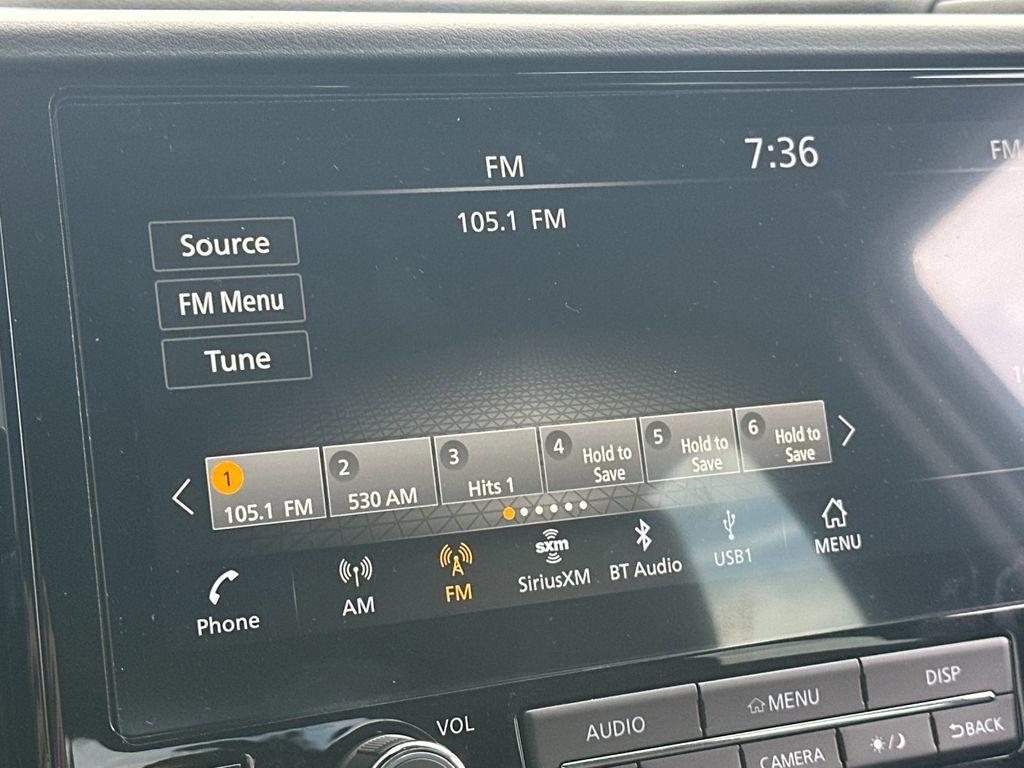 FM
7:36
FM
105.1 FM
Source
FM Menu
Tune
1
105.1 FM
2
530 AM
3
Hits 1
4
Hold to
Save
5
Hold to
Save
6
Hold to
Save
Phone
AM
FM
sxm
SiriusXM
BT Audio
USB1
MENU
VOL
AUDIO
MENU
DISP
CAMERA
BACK